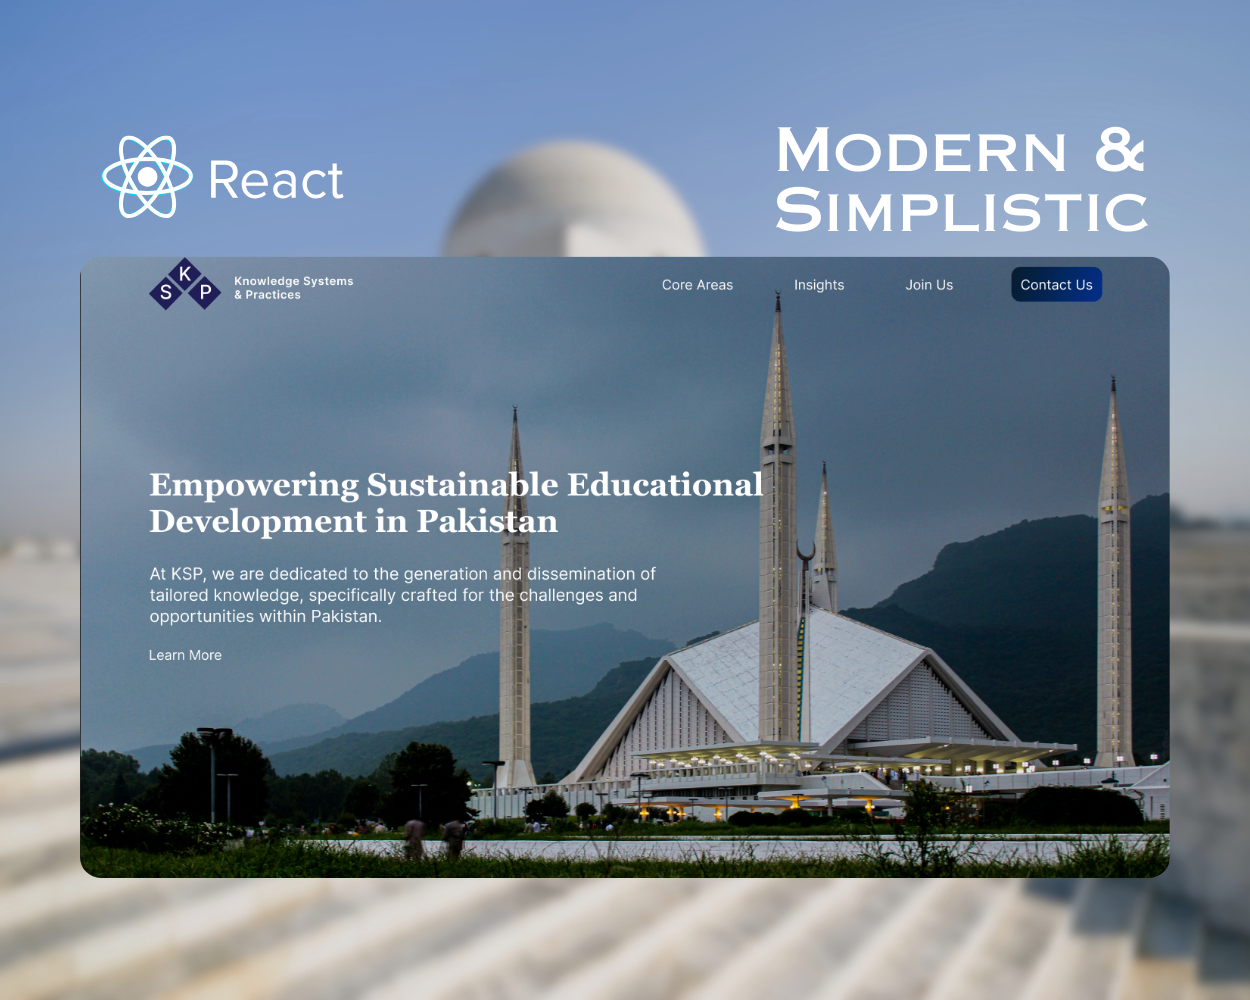 React
MODERN &
SIMPLISTIC
K
S P
Knowledge Systems
& Practices
Core Areas
Insights
Join Us
Contact Us
Empowering Sustainable Educational
Development in Pakistan
At KSP, we are dedicated to the generation and dissemination of
tailored knowledge, specifically crafted for the challenges and
opportunities within Pakistan.
Learn More